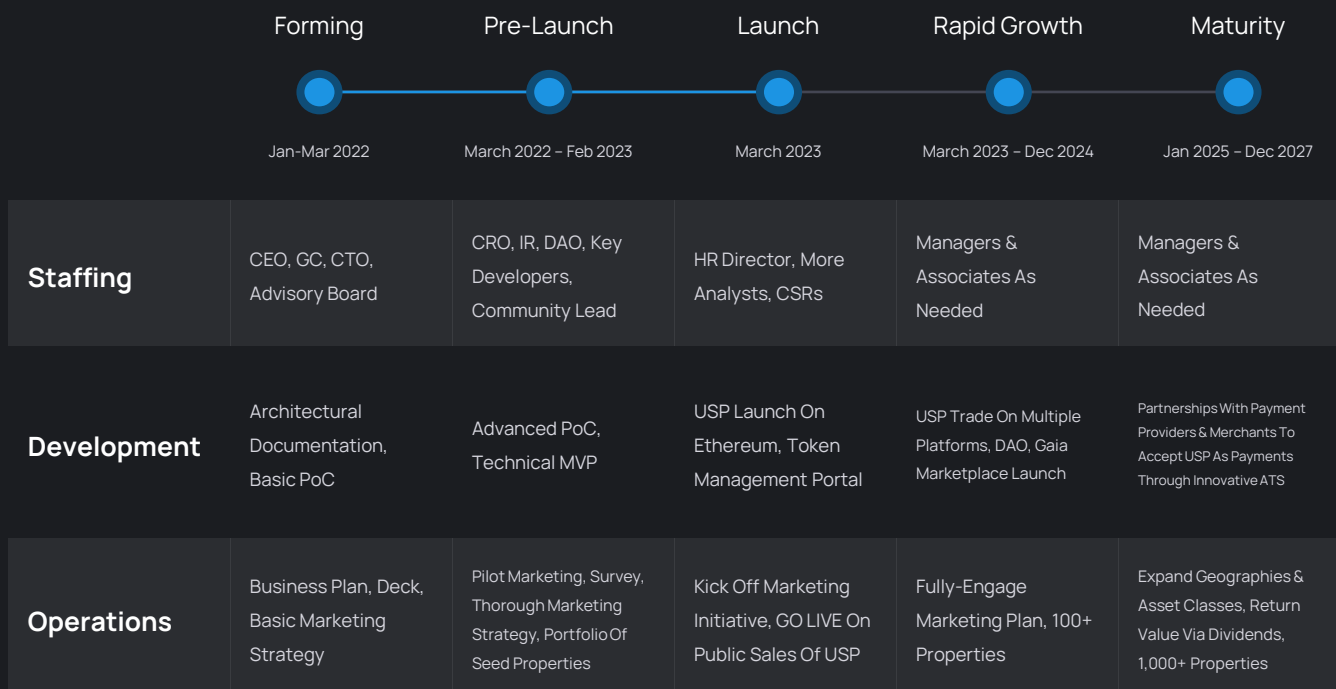 Forming
Pre-Launch
Launch
Rapid Growth
Maturity
Jan-Mar 2022
March 2022 – Feb 2023
March 2023
March 2023 – Dec 2024
Jan 2025 – Dec 2027
Staffing
CEO, GC, CTO,
Advisory Board
CRO, IR, DAO, Key
Developers,
Community Lead
HR Director, More
Analysts, CSRs
Managers &
Associates As
Needed
Managers &
Associates As
Needed
Development
Architectural
Documentation,
Basic PoC
Advanced PoC,
Technical MVP
USP Launch On
Ethereum, Token
Management Portal
USP Trade On Multiple
Platforms, DAO, Gaia
Marketplace Launch
Partnerships With Payment
Providers & Merchants To
Accept USP As Payments
Through Innovative ATS
Operations
Business Plan, Deck,
Basic Marketing
Strategy
Pilot Marketing, Survey,
Thorough Marketing
Strategy, Portfolio Of
Seed Properties
Kick Off Marketing
Initiative, GO LIVE On
Public Sales Of USP
Fully-Engage
Marketing Plan, 100+
Properties
Expand Geographies &
Asset Classes, Return
Value Via Dividends,
1,000+ Properties